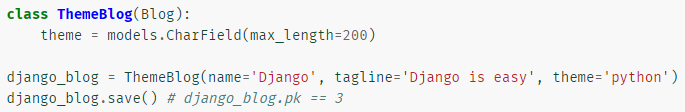 class ThemeBlog(Blog):
    theme = models.CharField(max_length=200)

django_blog = ThemeBlog(name='Django', tagline='Django is easy', theme='python')
django_blog.save() # django_blog.pk == 3